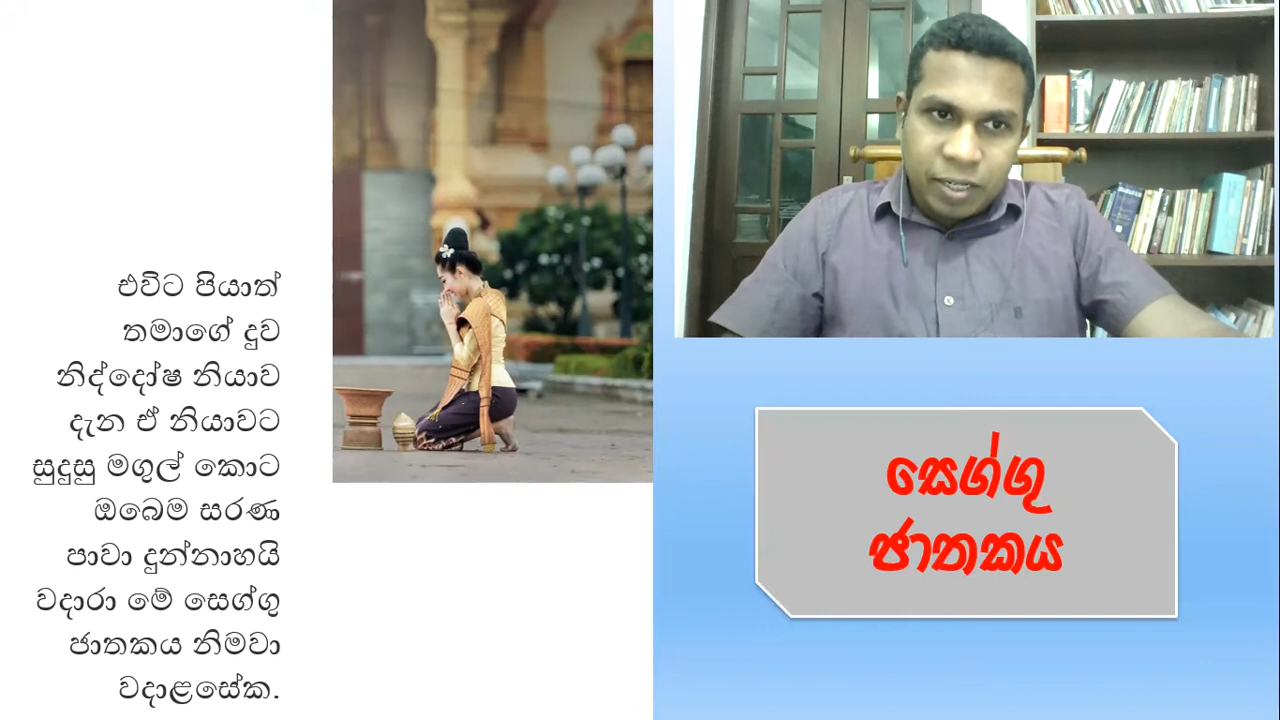 එවිට පියාත්
තමාගේ දුව
නිද්දෝෂ නියාව
දැන ඒ නියාවට
සුදුසු මගුල් කොට
ඔබෙම සරණ
පාවා දුන්නාහයි
වදාරා මේ සෙග්ගු
ජාතකය නිමවා
වදාළසේක.
සෙග්ගු
ජාතකය